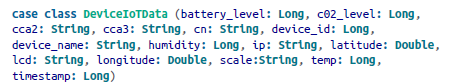 case class DeviceIoTData (battery_level: Long, c02_level: Long,
cca2: String, cca3: String, cn: String, device_id: Long,
device_name: String, humidity: Long, ip: String, latitude: Double,
lcd: String, longitude: Double, scale:String, temp: Long,
timestamp: Long)